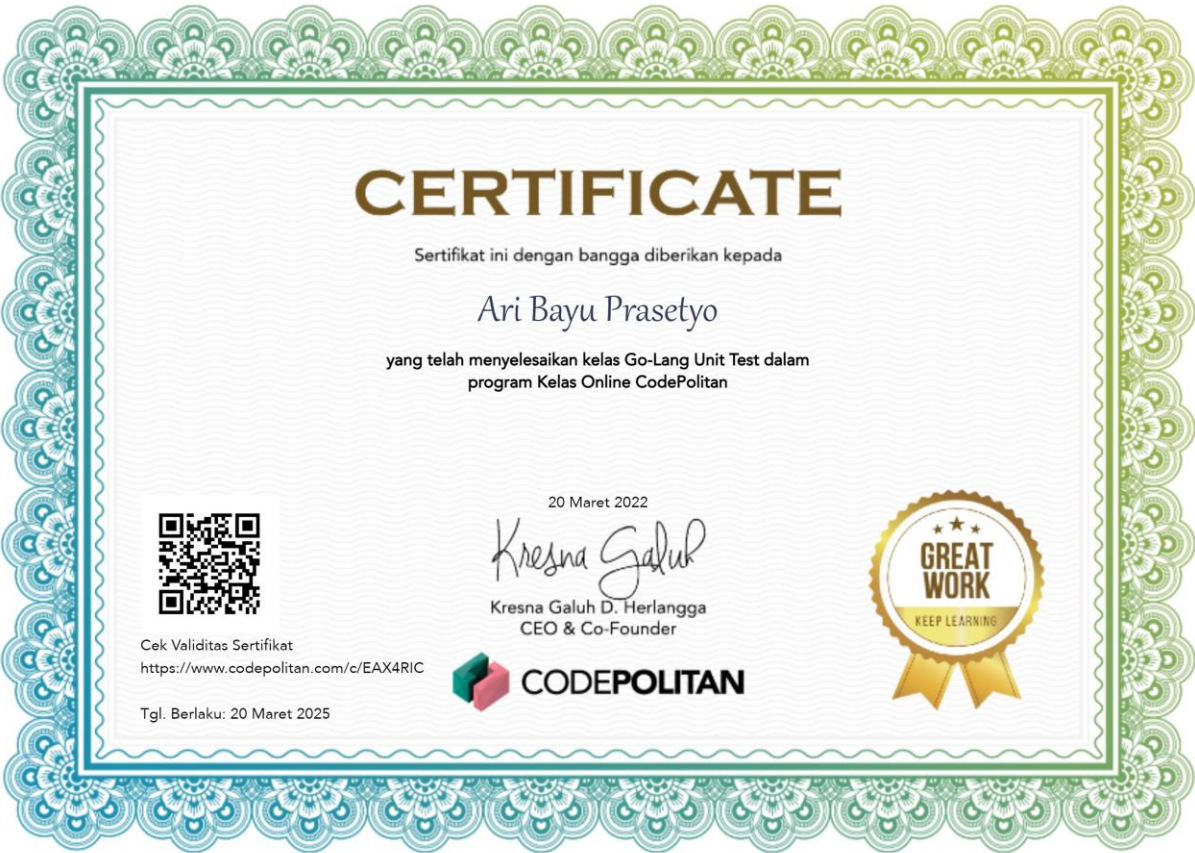 CERTIFICATE
Sertifikat ini dengan bangga diberikan kepada
Ari Bayu Prasetyo
yang telah menyelesaikan kelas Go-Lang Unit Test dalam
program Kelas Online CodePolitan
20 Maret 2022
Kresna Galuh
Kresna Galuh D. Herlangga
CEO & Co-Founder
CODEPOLITAN
Cek Validitas Sertifikat
https://www.codepolitan.com/c/EAX4RIC
Tgl. Berlaku: 20 Maret 2025
GREAT
WORK
KEEP LEARNING